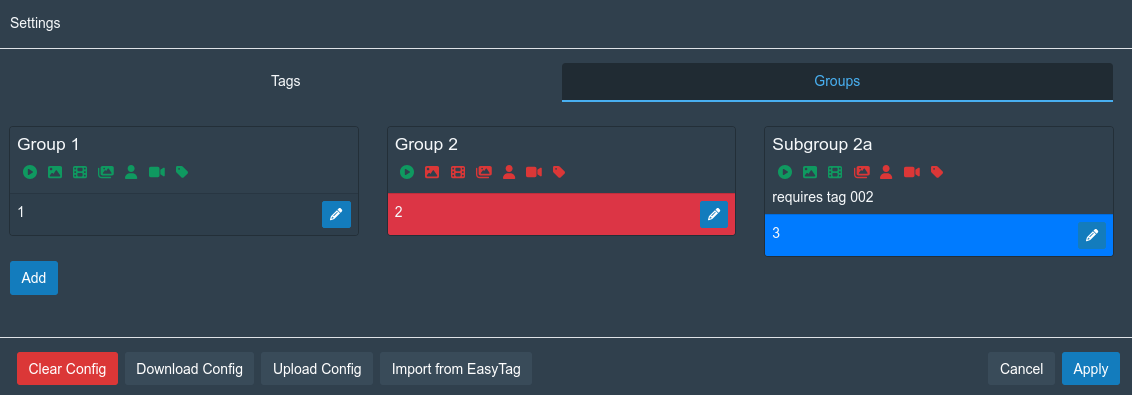 Settings
Tags
Groups
Group 1
1
Group 2
2
Subgroup 2a
requires tag 002
3
Add
Clear Config
Download Config
Upload Config
Import from EasyTag
Cancel
Apply